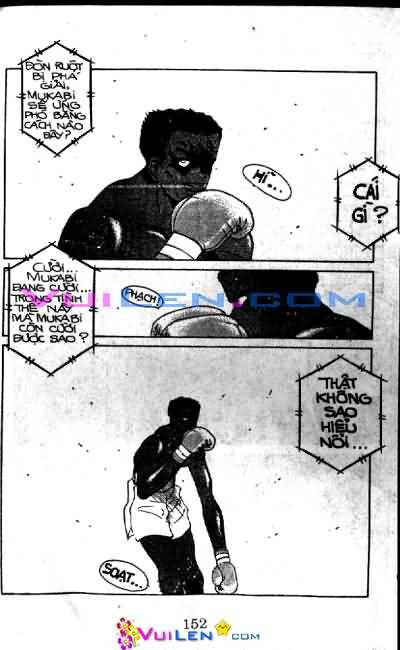 ĐÒN RUỘT
BỊ PHÁ
GIẢI,
MUKABI
SẼ ỨNG
PHÓ BẰNG
CÁCH NÀO
ĐÂY?
HÌ...
CÁI
GÌ?
CƯỜI...
MUKABI
ĐANG CƯỜI...
TRONG TÌNH
THẾ NÀY
MÀ MUKABI
CÒN CƯỜI
ĐƯỢC SAO?
PHẠCH!
VUILEN.COM
THẬT
KHÔNG
SAO
HIỂU
NỔI...
SOẠT...
152
VUILEN.COM